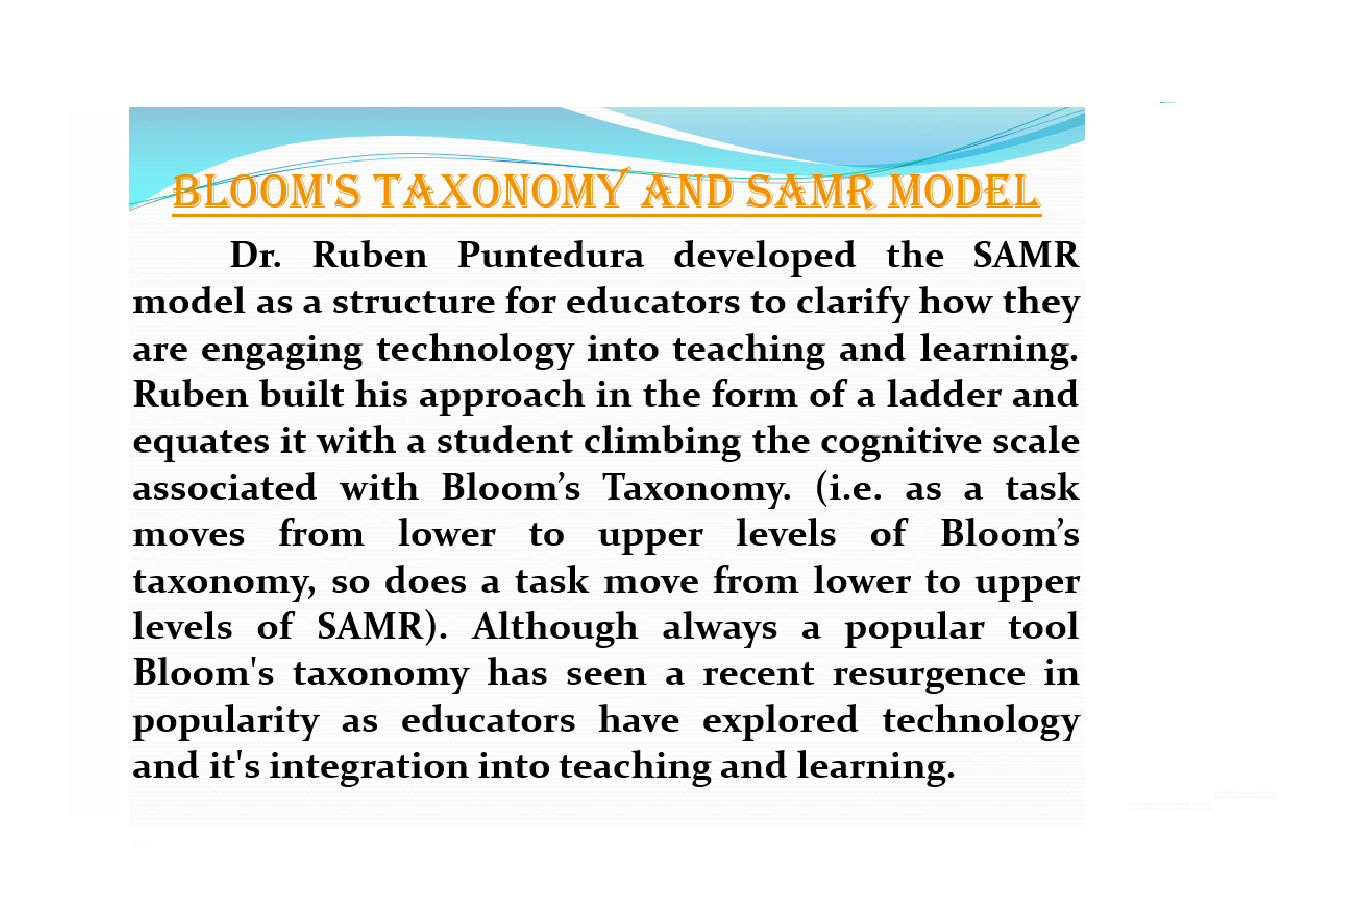 BLOOM'S TAXONOMY AND SAMR MODEL
Dr. Ruben Puntedura developed the SAMR
model as a structure for educators to clarify how they
are engaging technology into teaching and learning.
Ruben built his approach in the form of a ladder and
equates it with a student climbing the cognitive scale
associated with Bloom’s Taxonomy. (i.e. as a task
moves from lower to upper levels of Bloom’s
taxonomy, so does a task move from lower to upper
levels of SAMR). Although always a popular tool
Bloom's taxonomy has seen a recent resurgence in
popularity as educators have explored technology
and it's integration into teaching and learning.